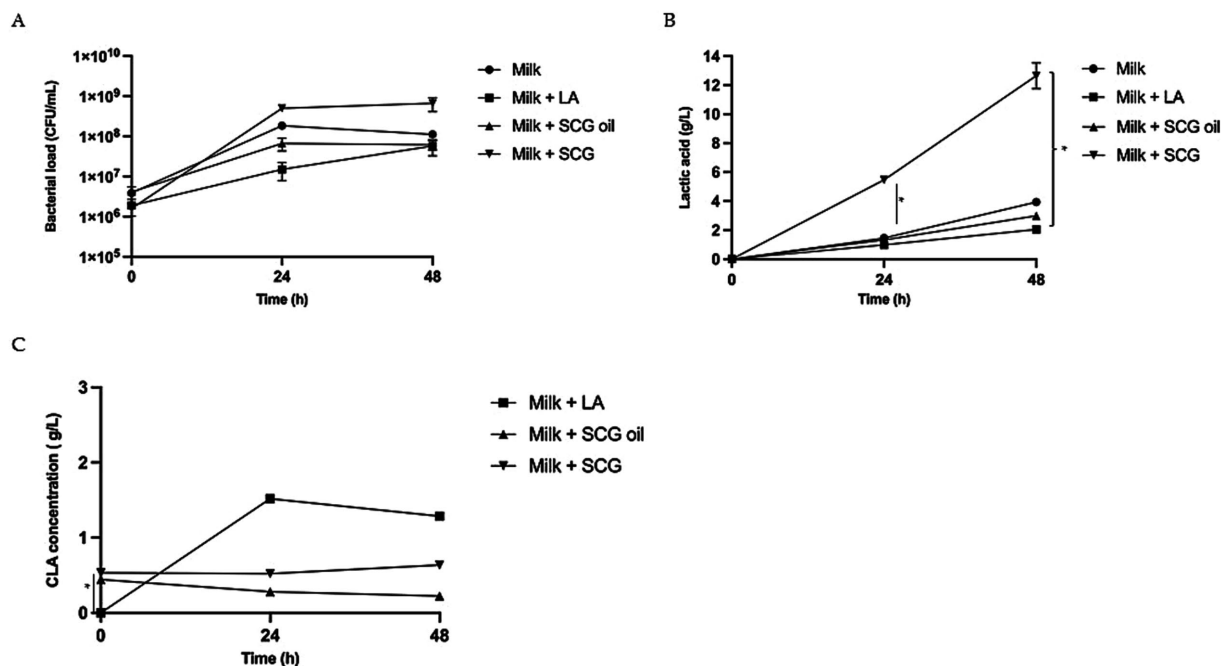 A
Bacterial load (CFU/mL)
1×10¹⁰
1×10⁹
1×10⁸
1×10⁷
1×10⁶
1×10⁵
0
24
48
Time (h)
Milk
Milk + LA
Milk + SCG oil
Milk + SCG
B
Lactic acid (g/L)
14
12
10
8
6
4
2
0
*
*
0
24
48
Time (h)
Milk
Milk + LA
Milk + SCG oil
Milk + SCG
C
CLA concentration ( g/L)
3
2
1
0
*
0
24
48
Time (h)
Milk + LA
Milk + SCG oil
Milk + SCG